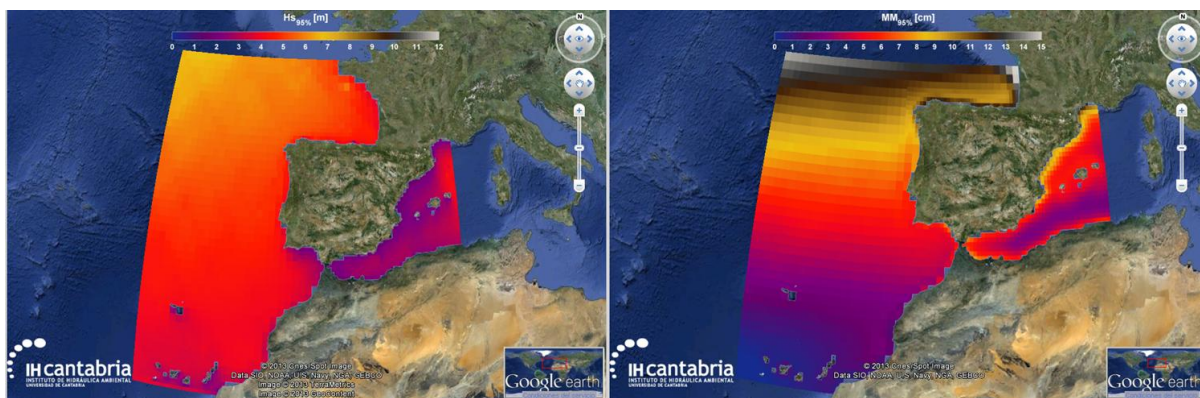 Hs95% [m]
0 1 2 3 4 5 6 7 8 9 10 11 12
N
IHcantabria
INSTITUTO DE HIDRÁULICA AMBIENTAL
UNIVERSIDAD DE CANTABRIA
© 2013 Cnes/Spot Image
Data SIO, NOAA, U.S. Navy, NGA, GEBCO
Image © 2013 TerraMetrics
Image © 2013 GeoContent
Google earth
MM95% [cm]
0 1 2 3 4 5 6 7 8 9 10 11 12 13 14 15
N
IHcantabria
INSTITUTO DE HIDRÁULICA AMBIENTAL
UNIVERSIDAD DE CANTABRIA
© 2013 Cnes/Spot Image
Data SIO, NOAA, U.S. Navy, NGA, GEBCO
Google earth